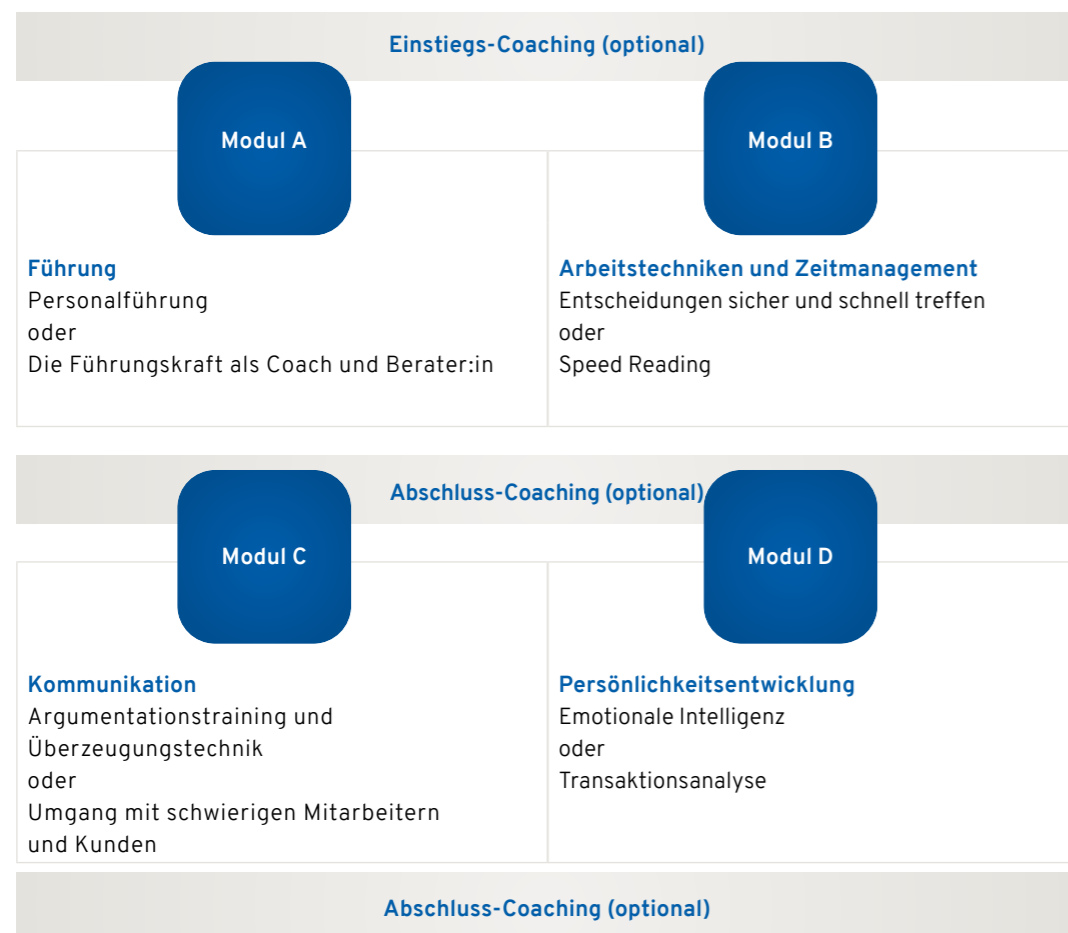 Einstiegs-Coaching (optional)
Modul A
Modul B
Führung
Personalführung
oder
Die Führungskraft als Coach und Berater:in
Arbeitstechniken und Zeitmanagement
Entscheidungen sicher und schnell treffen
oder
Speed Reading
Abschluss-Coaching (optional)
Modul C
Modul D
Kommunikation
Argumentationstraining und
Überzeugungstechnik
oder
Umgang mit schwierigen Mitarbeitern
und Kunden
Persönlichkeitsentwicklung
Emotionale Intelligenz
oder
Transaktionsanalyse
Abschluss-Coaching (optional)